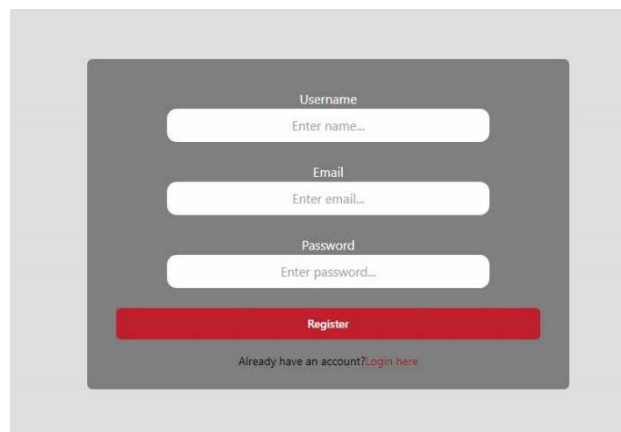 Username
Enter name...
Email
Enter email...
Password
Enter password...
Register
Already have an account?Login here